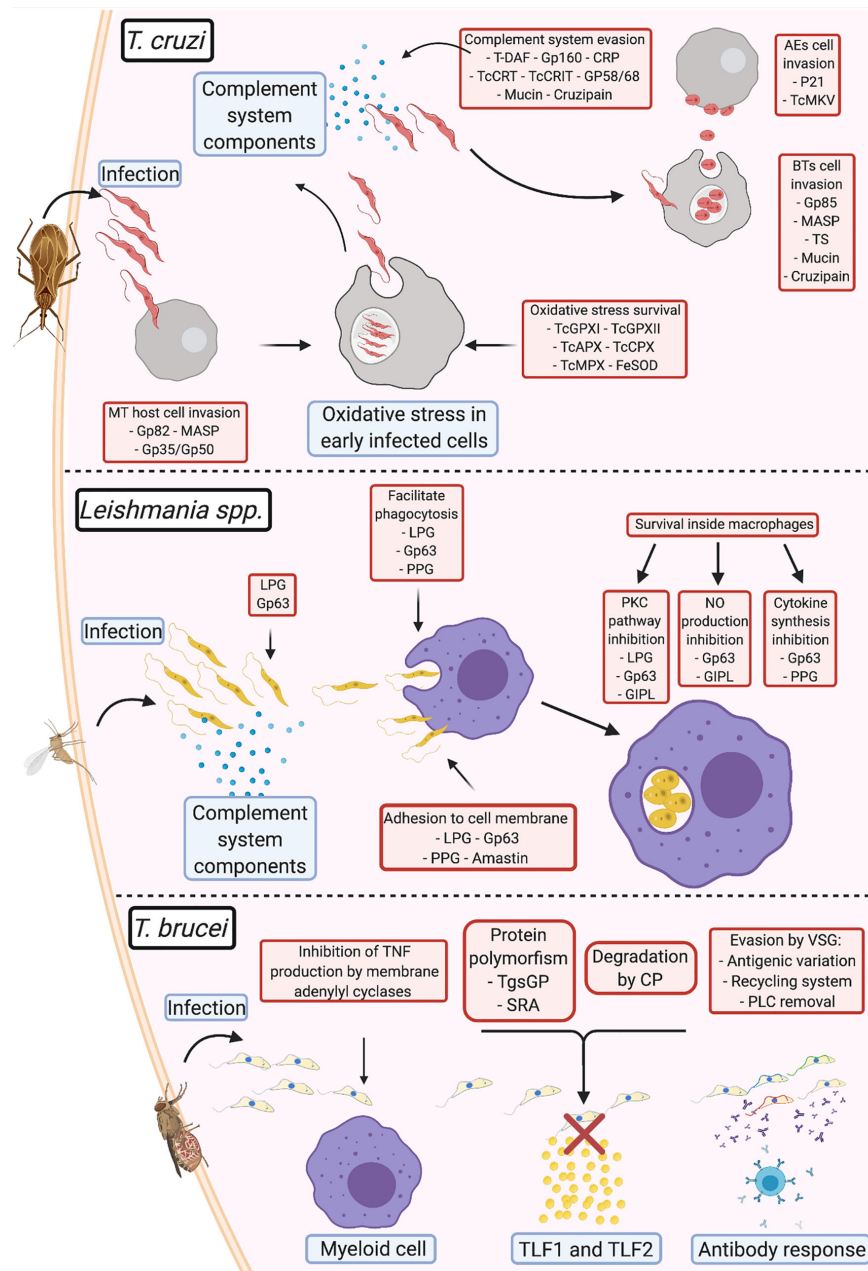 T. cruzi
Complement system evasion
- T-DAF - Gp160 - CRP
- TcCRT - TcCRIT - GP58/68
- Mucin - Cruzipain
AEs cell
invasion
- P21
- TcMKV
Complement
system
components
Infection
BTs cell
invasion
- Gp85
- MASP
- TS
- Mucin
- Cruzipain
Oxidative stress survival
- TcGPXI - TcGPXII
- TcAPX - TcCPX
- TcMPX - FeSOD
MT host cell invasion
- Gp82 - MASP
- Gp35/Gp50
Oxidative stress in
early infected cells
Leishmania spp.
Facilitate
phagocytosis
- LPG
- Gp63
- PPG
Survival inside macrophages
LPG
Gp63
PKC
pathway
inhibition
- LPG
- Gp63
- GIPL
NO
production
inhibition
- Gp63
- GIPL
Cytokine
synthesis
inhibition
- Gp63
- PPG
Infection
Complement
system
components
Adhesion to cell membrane
- LPG - Gp63
- PPG - Amastin
T. brucei
Inhibition of TNF
production by membrane
adenylyl cyclases
Protein
polymorfism
- TgsGP
- SRA
Degradation
by CP
Evasion by VSG:
- Antigenic variation
- Recycling system
- PLC removal
Infection
Myeloid cell
TLF1 and TLF2
Antibody response